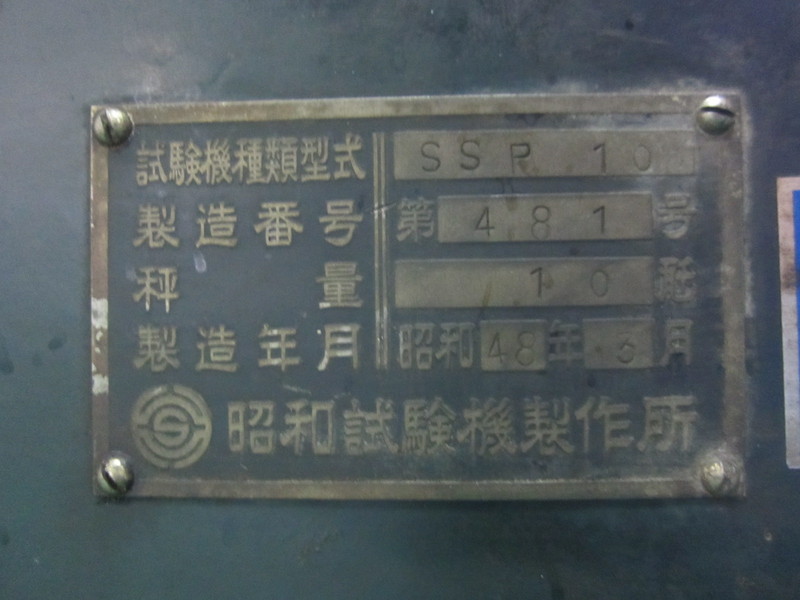 試験機種類型式 SSP 10
製造番号 第 481 号
秤量 10 瓲
製造年月 昭和 48 年 3 月
昭和試験機製作所